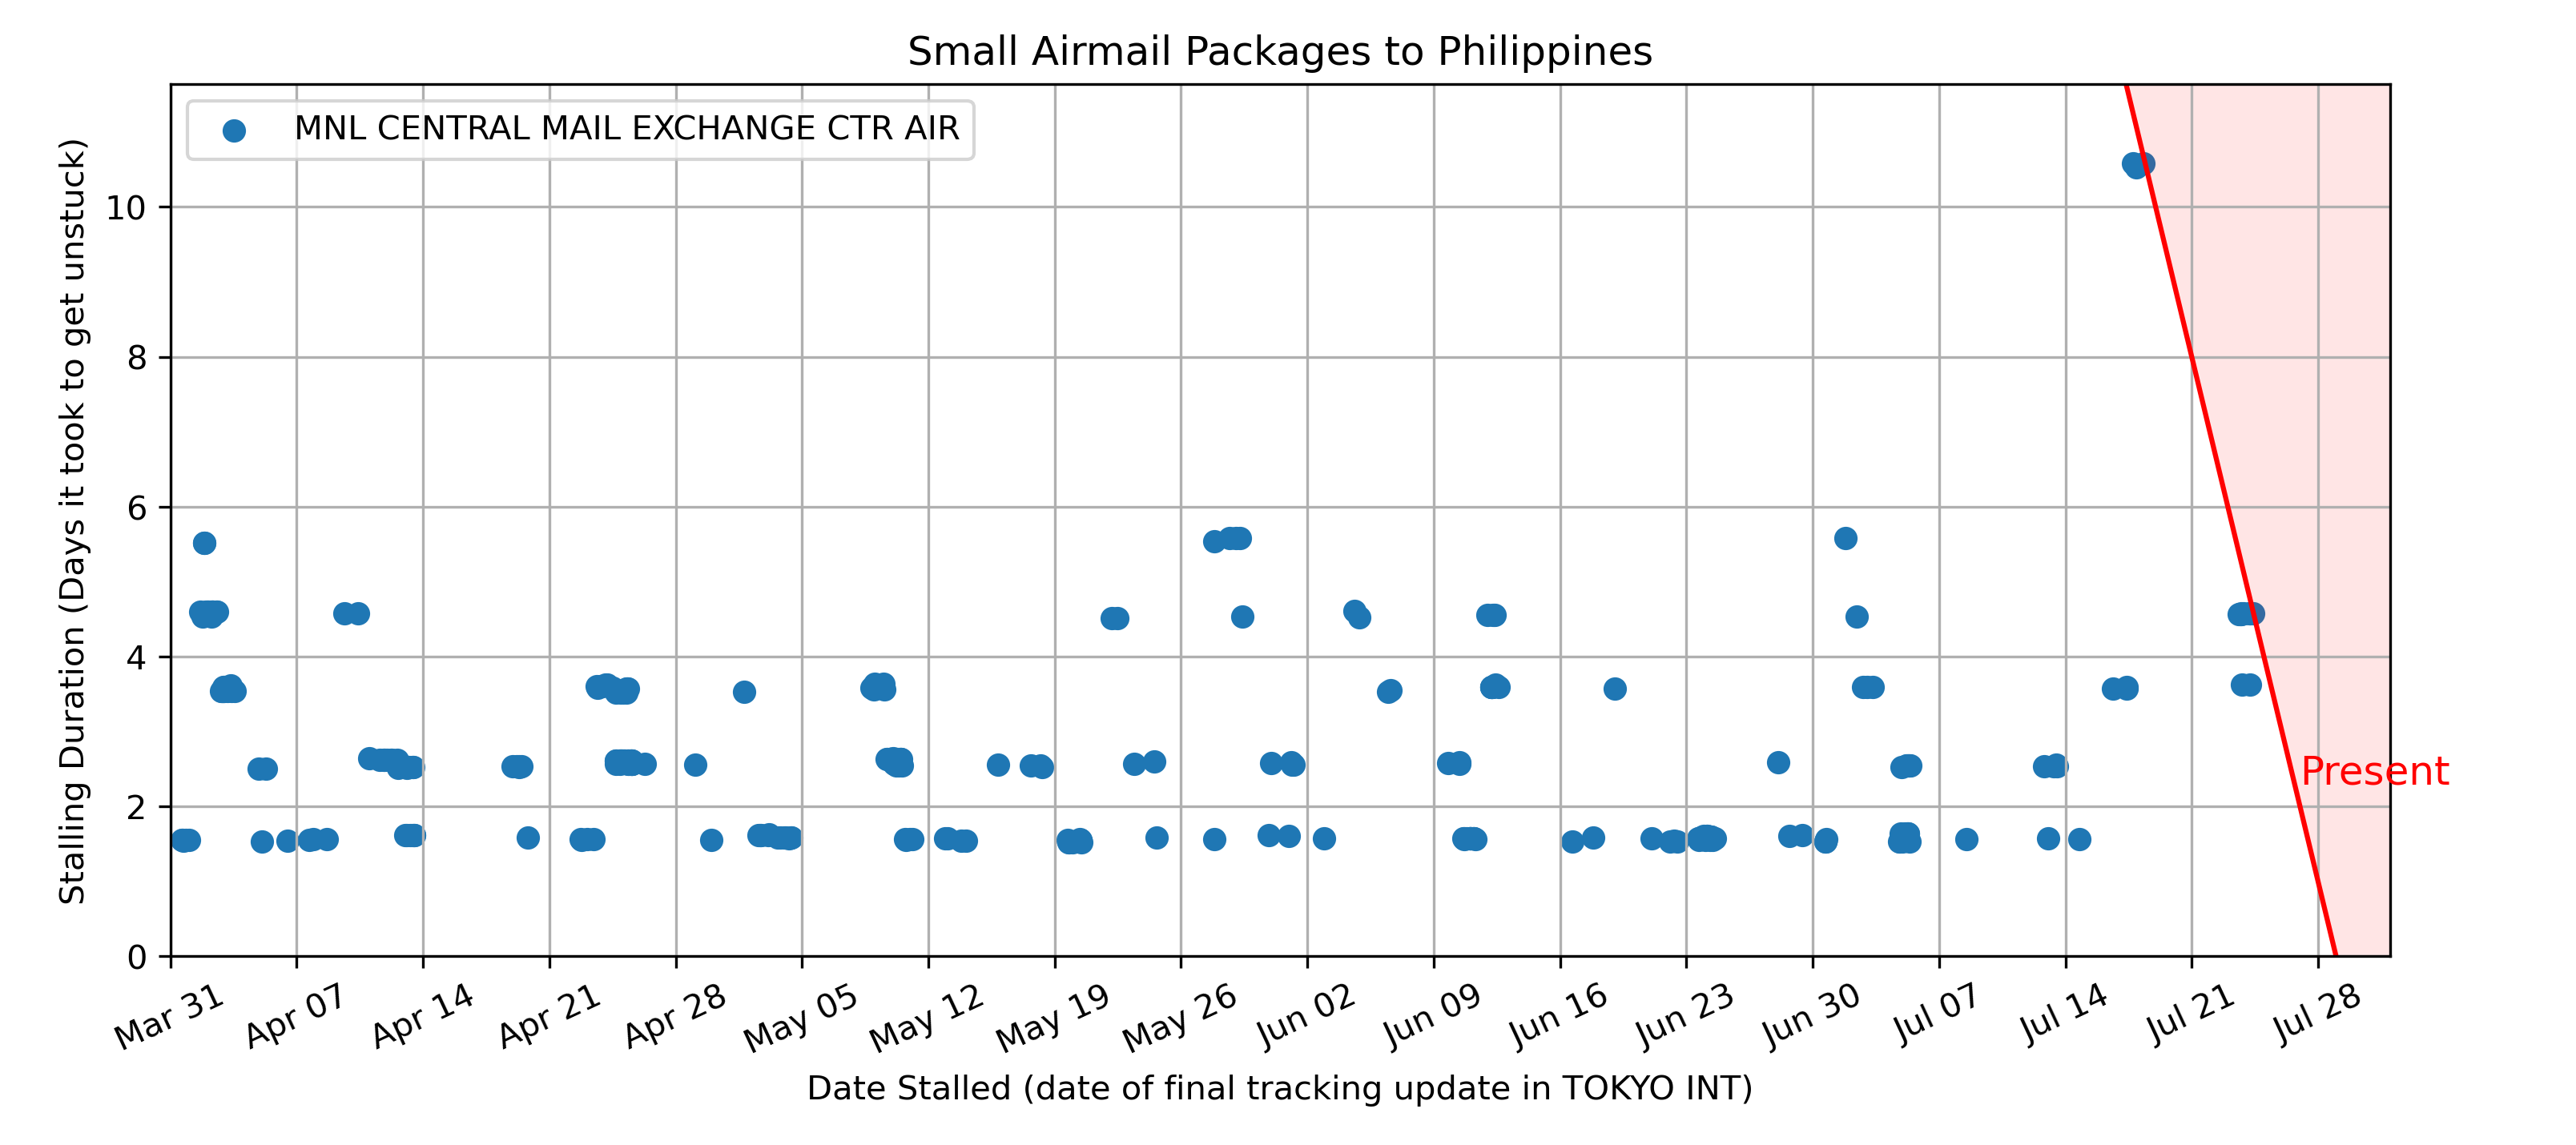 Small Airmail Packages to Philippines
MNL CENTRAL MAIL EXCHANGE CTR AIR
Stalling Duration (Days it took to get unstuck)
10
8
6
4
2
0
Present
Mar 31
Apr 07
Apr 14
Apr 21
Apr 28
May 05
May 12
May 19
May 26
Jun 02
Jun 09
Jun 16
Jun 23
Jun 30
Jul 07
Jul 14
Jul 21
Jul 28
Date Stalled (date of final tracking update in TOKYO INT)